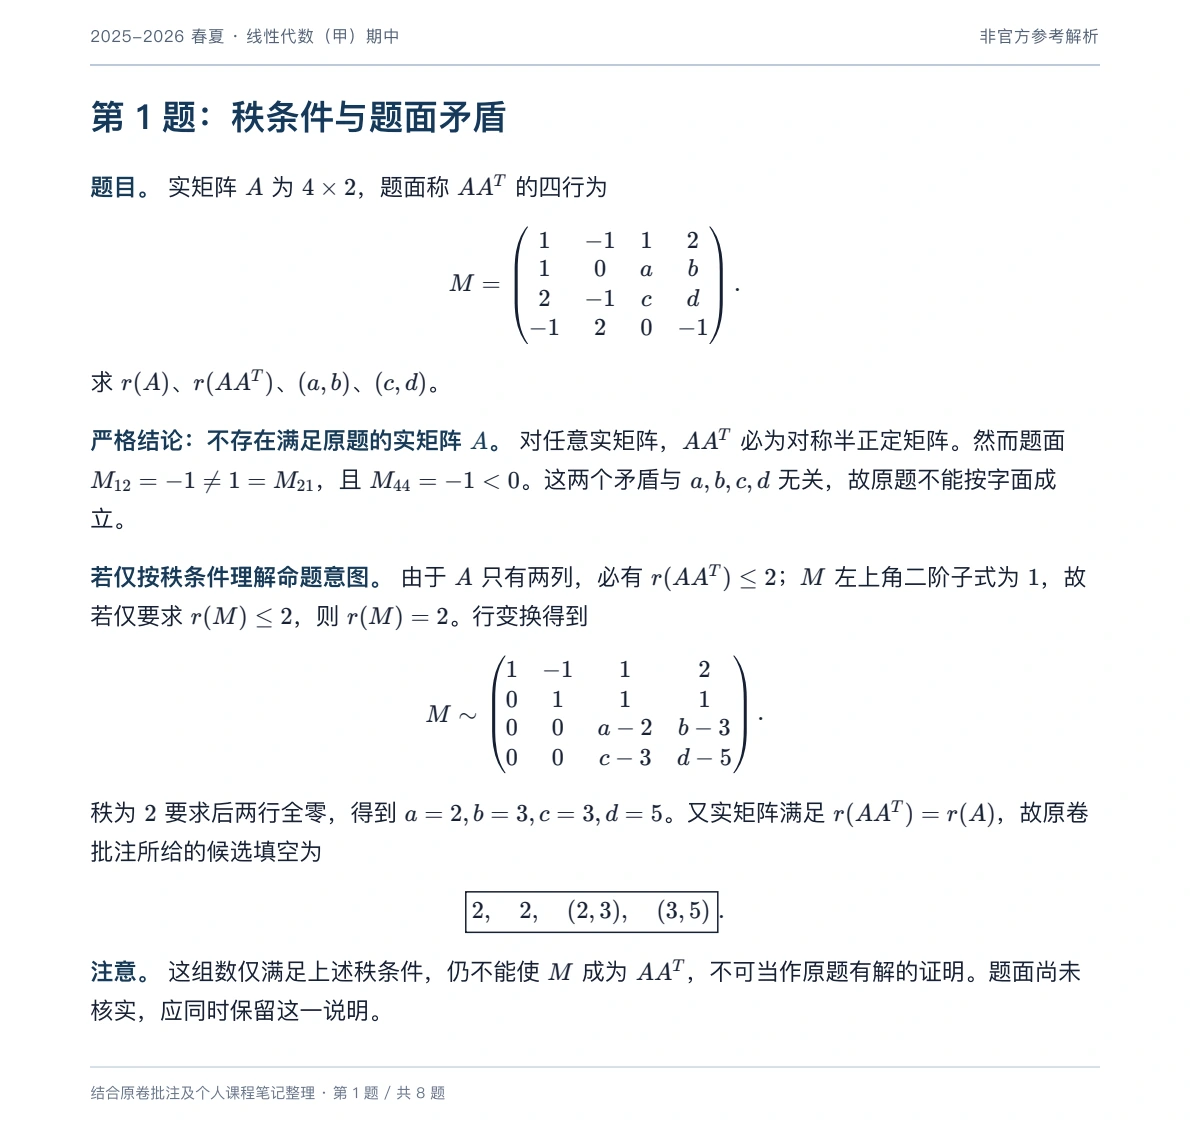 2025–2026 春夏 · 线性代数（甲）期中
非官方参考解析
第 1 题：秩条件与题面矛盾
题目。 实矩阵 A 为 4 × 2，题面称 AA^T 的四行为
M = \begin{pmatrix} 1 & -1 & 1 & 2 \\ 1 & 0 & a & b \\ 2 & -1 & c & d \\ -1 & 2 & 0 & -1 \end{pmatrix}.
求 r(A)、r(AA^T)、(a, b)、(c, d)。
严格结论：不存在满足原题的实矩阵 A。 对任意实矩阵，AA^T 必为对称半正定矩阵。然而题面
M_{12} = −1 ≠ 1 = M_{21}，且 M_{44} = −1 < 0。这两个矛盾与 a, b, c, d 无关，故原题不能按字面成
立。
若仅按秩条件理解命题意图。 由于 A 只有两列，必有 r(AA^T) ≤ 2；M 左上角二阶子式为 1，故
若仅要求 r(M) ≤ 2，则 r(M) = 2。行变换得到
M ∼ \begin{pmatrix} 1 & -1 & 1 & 2 \\ 0 & 1 & 1 & 1 \\ 0 & 0 & a-2 & b-3 \\ 0 & 0 & c-3 & d-5 \end{pmatrix}.
秩为 2 要求后两行全零，得到 a = 2, b = 3, c = 3, d = 5。又实矩阵满足 r(AA^T) = r(A)，故原卷
批注所给的候选填空为
2, 2, (2, 3), (3, 5).
注意。 这组数仅满足上述秩条件，仍不能使 M 成为 AA^T，不可当作原题有解的证明。题面尚未
核实，应同时保留这一说明。
结合原卷批注及个人课程笔记整理 · 第 1 题 / 共 8 题